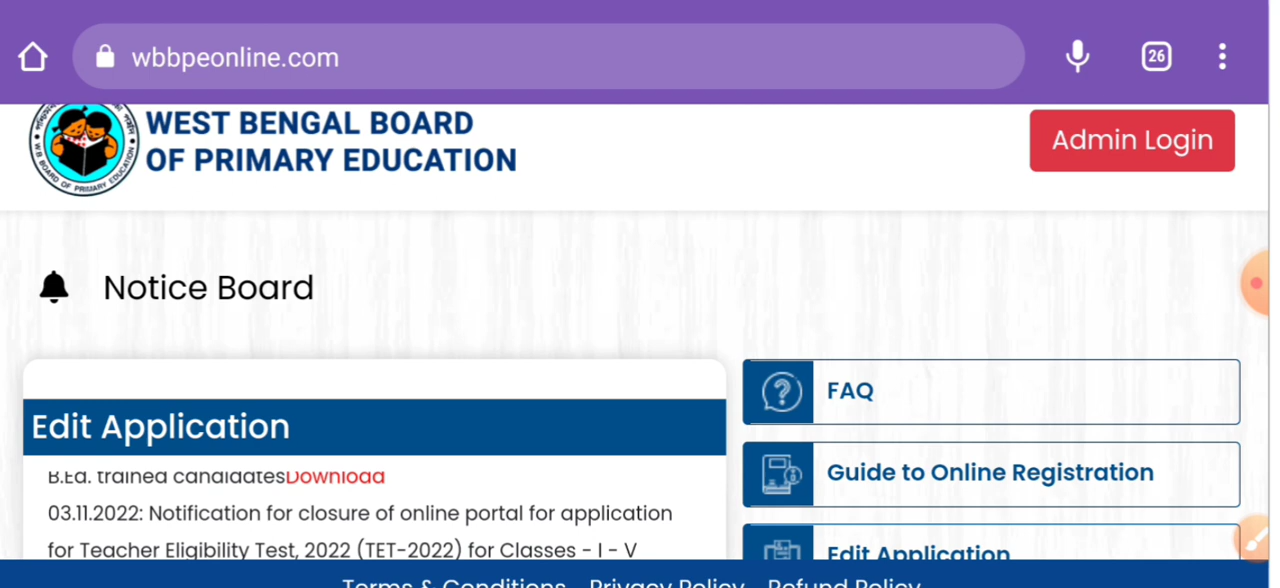 wbbpeonline.com
26
WEST BENGAL BOARD
OF PRIMARY EDUCATION
Admin Login
Notice Board
Edit Application
B.Ed. trained candidatesDownload
03.11.2022: Notification for closure of online portal for application
for Teacher Eligibility Test, 2022 (TET-2022) for Classes - I - V
FAQ
Guide to Online Registration
Edit Application
Terms & Conditions Privacy Policy Refund Policy